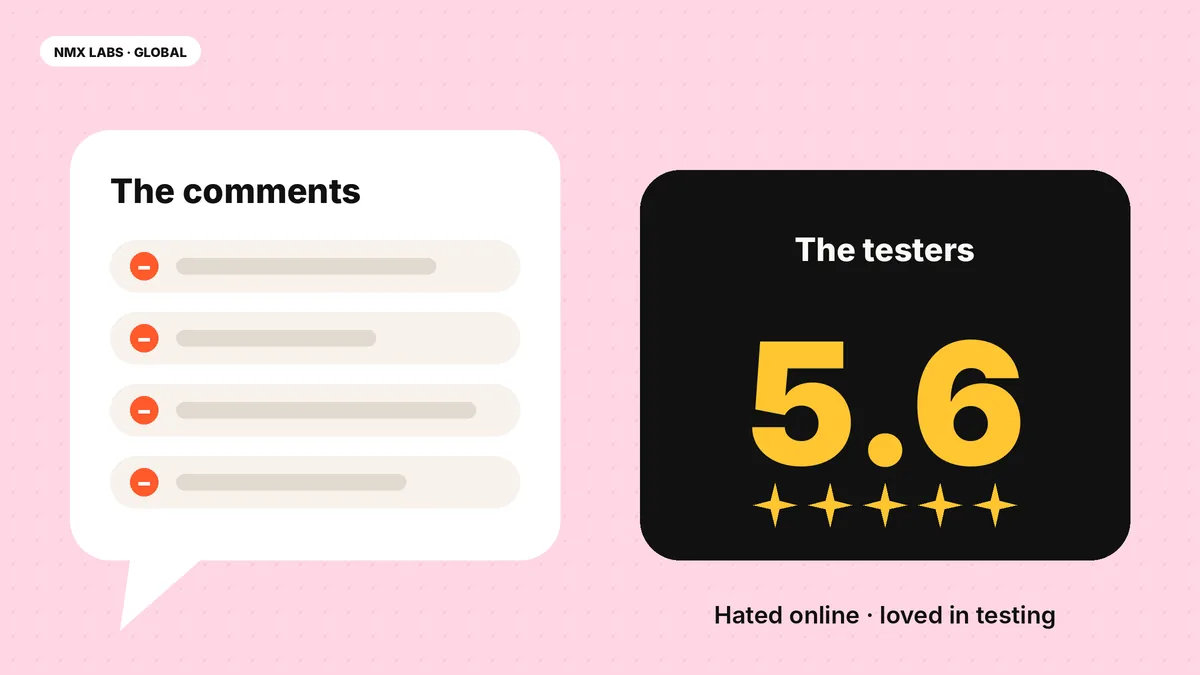 NMX LABS · GLOBAL
The comments
The testers
5.6
Hated online · loved in testing